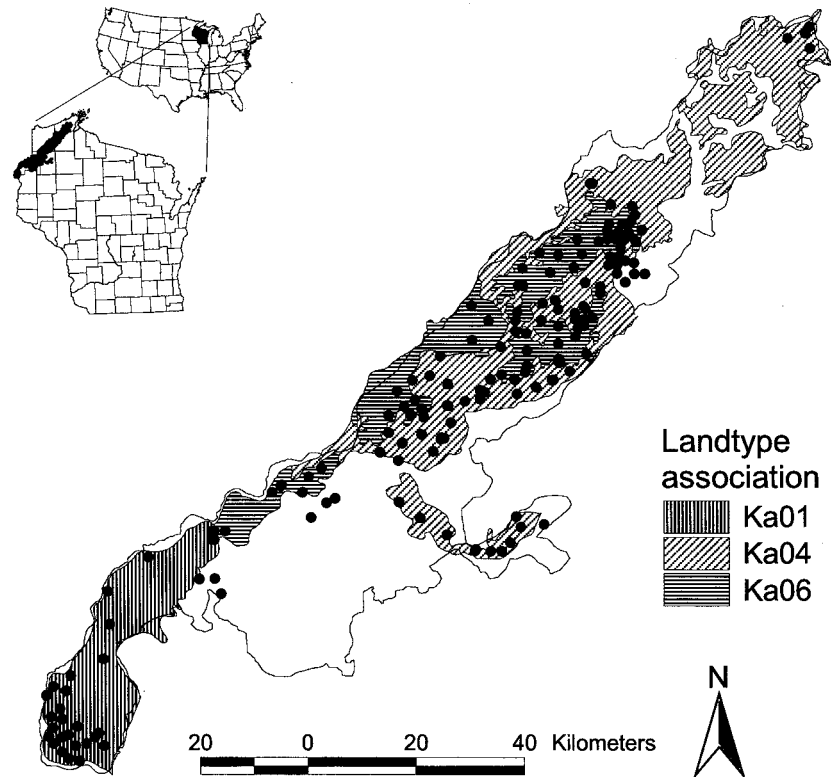 Landtype
association
Ka01
Ka04
Ka06
N
20 0 20 40 Kilometers